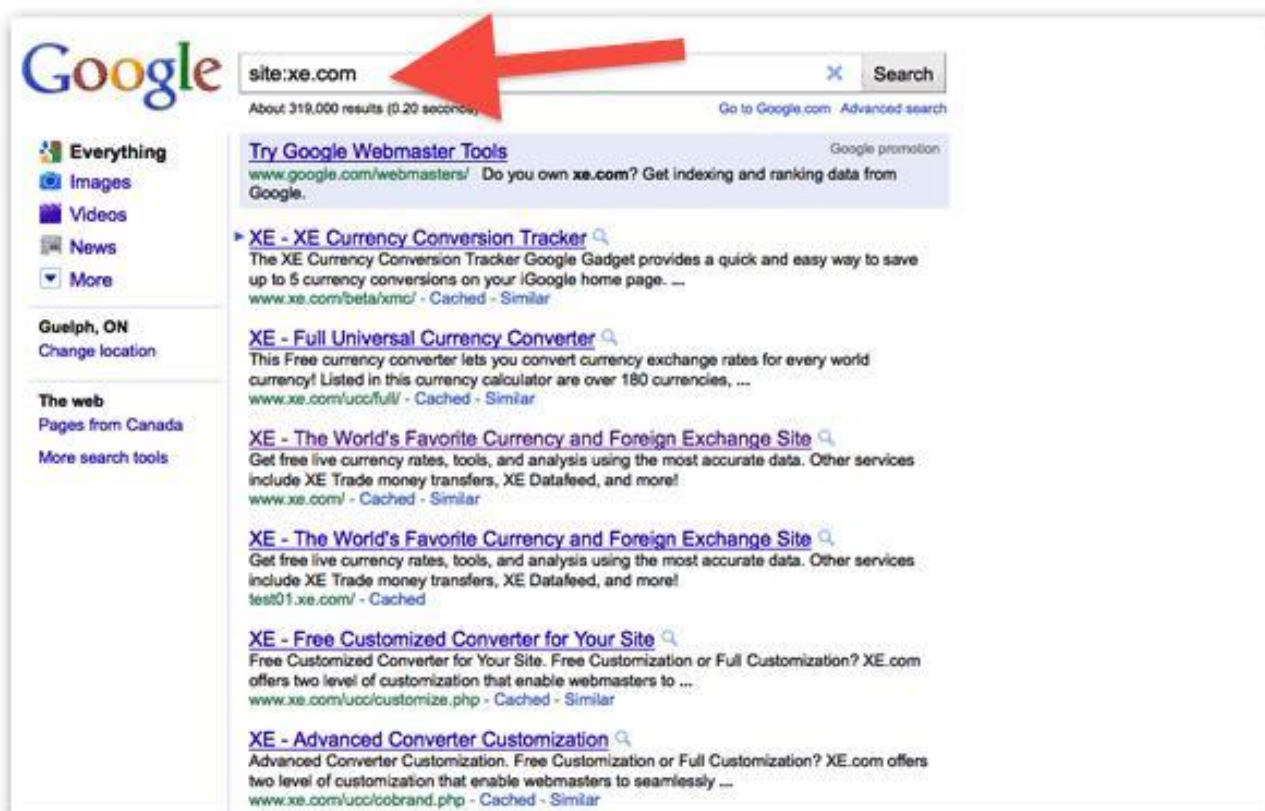 Google
site:xe.com
Search
About 319,000 results (0.20 seconds)
Go to Google.com Advanced search
Everything
Images
Videos
News
More
Guelph, ON
Change location
The web
Pages from Canada
More search tools
Try Google Webmaster Tools
Google promotion
www.google.com/webmasters/ Do you own xe.com? Get indexing and ranking data from
Google.
XE - XE Currency Conversion Tracker
The XE Currency Conversion Tracker Google Gadget provides a quick and easy way to save
up to 5 currency conversions on your iGoogle home page. ...
www.xe.com/beta/xmc/ - Cached - Similar
XE - Full Universal Currency Converter
This Free currency converter lets you convert currency exchange rates for every world
currency! Listed in this currency calculator are over 180 currencies, ...
www.xe.com/ucc/full/ - Cached - Similar
XE - The World's Favorite Currency and Foreign Exchange Site
Get free live currency rates, tools, and analysis using the most accurate data. Other services
include XE Trade money transfers, XE Datafeed, and more!
www.xe.com/ - Cached - Similar
XE - The World's Favorite Currency and Foreign Exchange Site
Get free live currency rates, tools, and analysis using the most accurate data. Other services
include XE Trade money transfers, XE Datafeed, and more!
test01.xe.com/ - Cached
XE - Free Customized Converter for Your Site
Free Customized Converter for Your Site. Free Customization or Full Customization? XE.com
offers two level of customization that enable webmasters to ...
www.xe.com/ucc/customize.php - Cached - Similar
XE - Advanced Converter Customization
Advanced Converter Customization. Free Customization or Full Customization? XE.com offers
two level of customization that enable webmasters to seamlessly ...
www.xe.com/ucc/cobrand.php - Cached - Similar